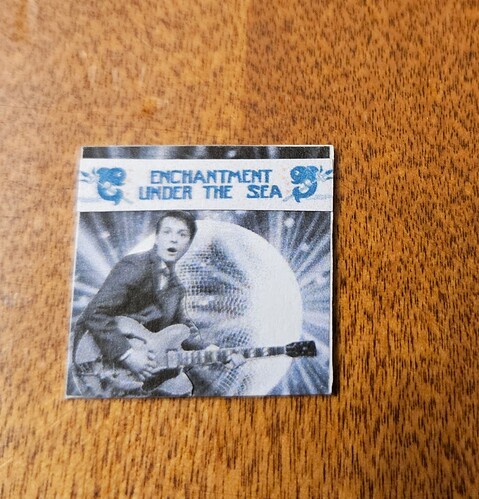 ENCHANTMENT
UNDER THE SEA